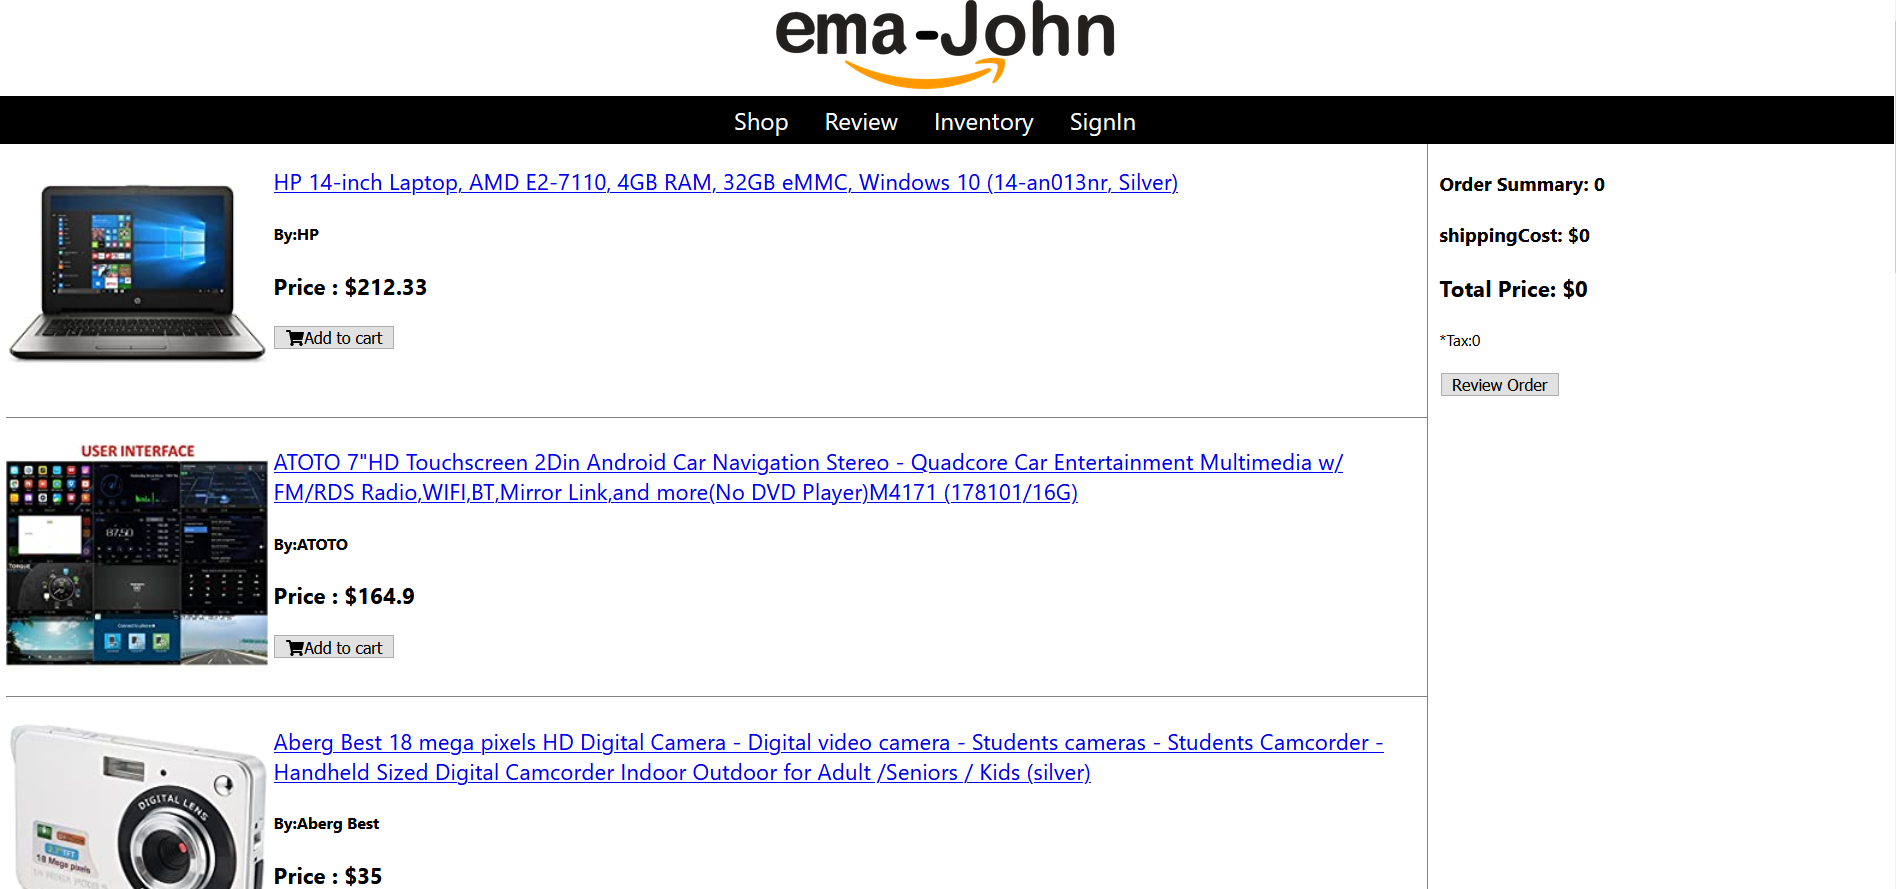 ema-John
Shop Review Inventory SignIn
HP 14-inch Laptop, AMD E2-7110, 4GB RAM, 32GB eMMC, Windows 10 (14-an013nr, Silver)
By:HP
Price : $212.33
Add to cart
Order Summary: 0
shippingCost: $0
Total Price: $0
*Tax:0
Review Order
USER INTERFACE
87.50
TORQUE
ATOTO 7"HD Touchscreen 2Din Android Car Navigation Stereo - Quadcore Car Entertainment Multimedia w/
FM/RDS Radio,WIFI,BT,Mirror Link,and more(No DVD Player)M4171 (178101/16G)
By:ATOTO
Price : $164.9
Add to cart
DIGITAL LENS
18 Mega pixels
Aberg Best 18 mega pixels HD Digital Camera - Digital video camera - Students cameras - Students Camcorder -
Handheld Sized Digital Camcorder Indoor Outdoor for Adult /Seniors / Kids (silver)
By:Aberg Best
Price : $35